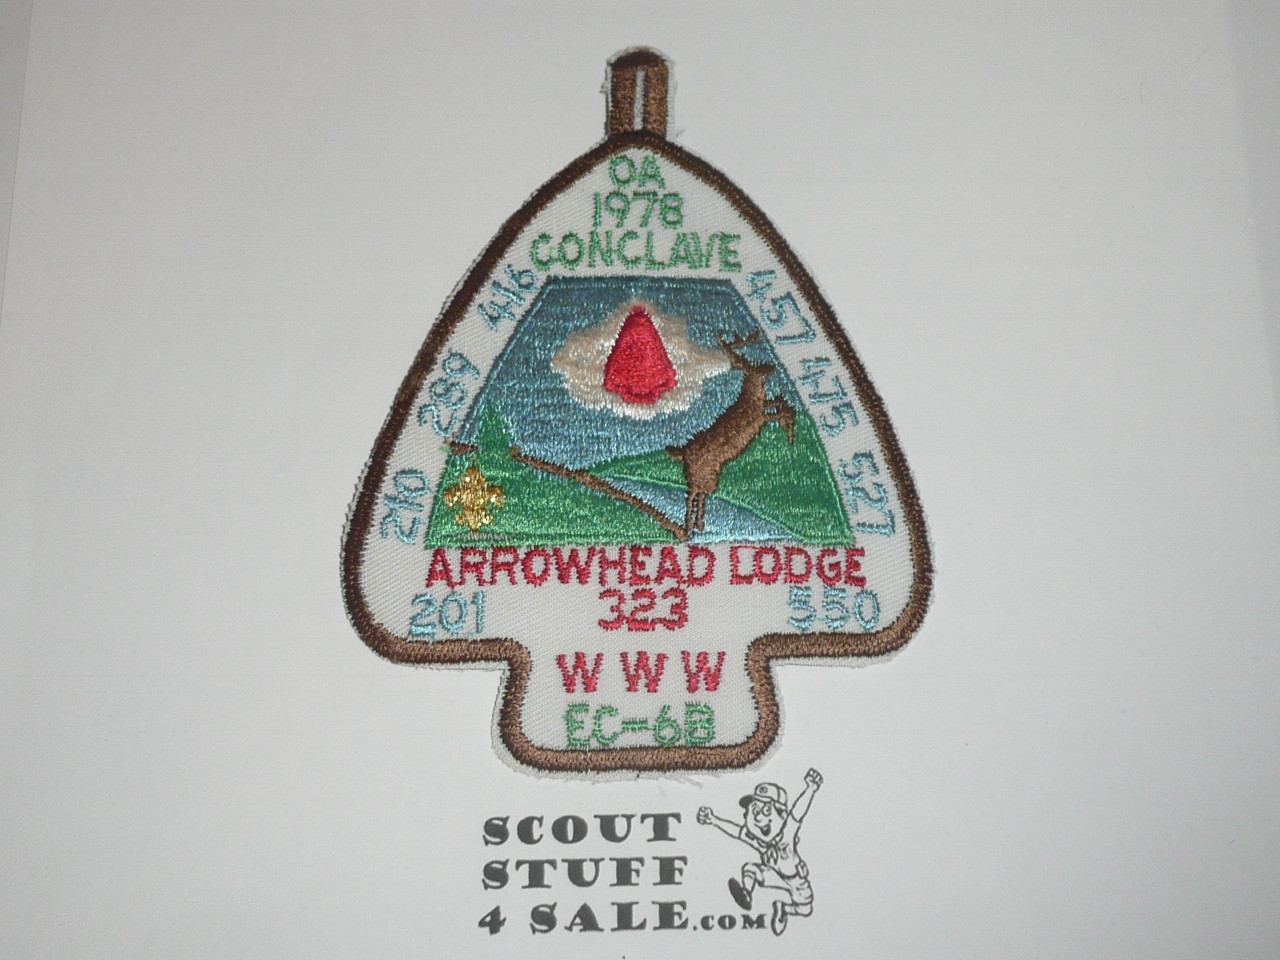 OA
1978
CONCLAVE
416
457
289
475
210
527
ARROWHEAD LODGE
201 323 550
W W W
EC-6B
SCOUT
STUFF
4 SALE.COM